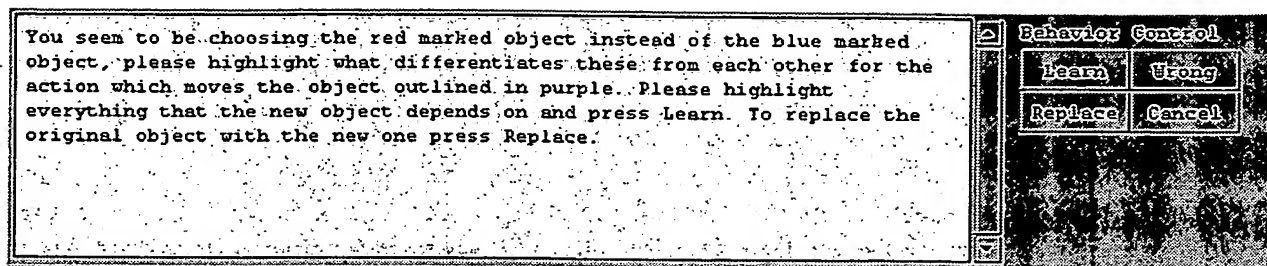 You seem to be choosing the red marked object instead of the blue marked
object, please highlight what differentiates these from each other for the
action which moves the object outlined in purple. Please highlight
everything that the new object depends on and press Learn. To replace the
original object with the new one press Replace.
Behavior Control
Learn Wrong
Replace Cancel